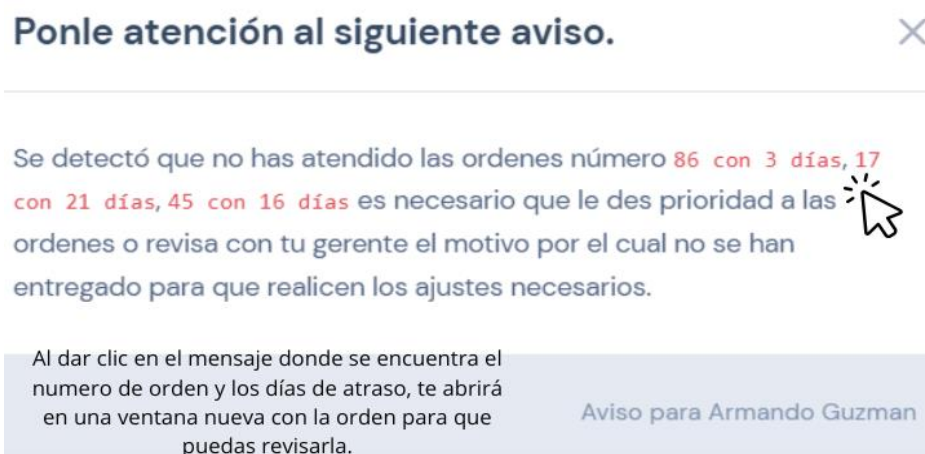 Ponle atención al siguiente aviso.
Se detectó que no has atendido las ordenes número 86 con 3 días, 17
con 21 días, 45 con 16 días es necesario que le des prioridad a las
ordenes o revisa con tu gerente el motivo por el cual no se han
entregado para que realicen los ajustes necesarios.
Al dar clic en el mensaje donde se encuentra el
numero de orden y los días de atraso, te abrirá
en una ventana nueva con la orden para que
puedas revisarla.
Aviso para Armando Guzman